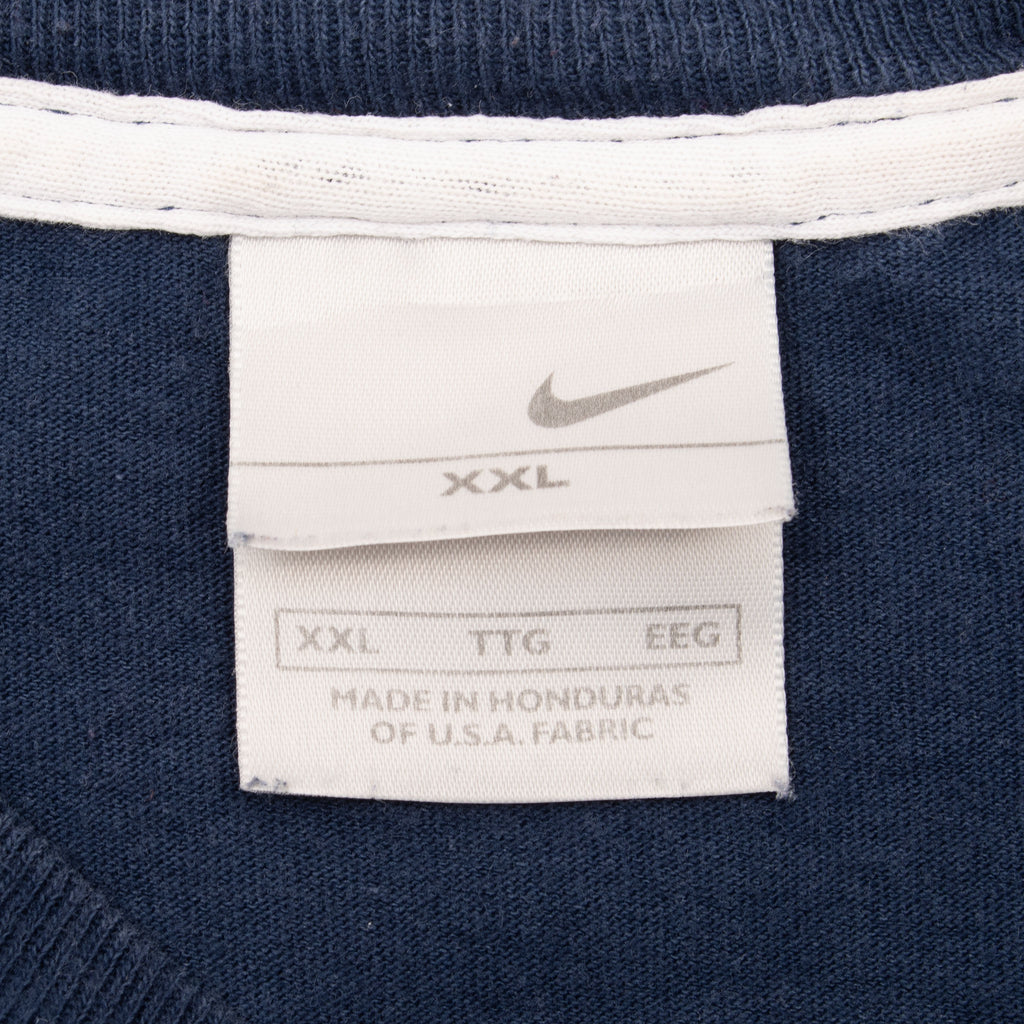 XXL
XXL TTG EEG
MADE IN HONDURAS
OF U.S.A. FABRIC